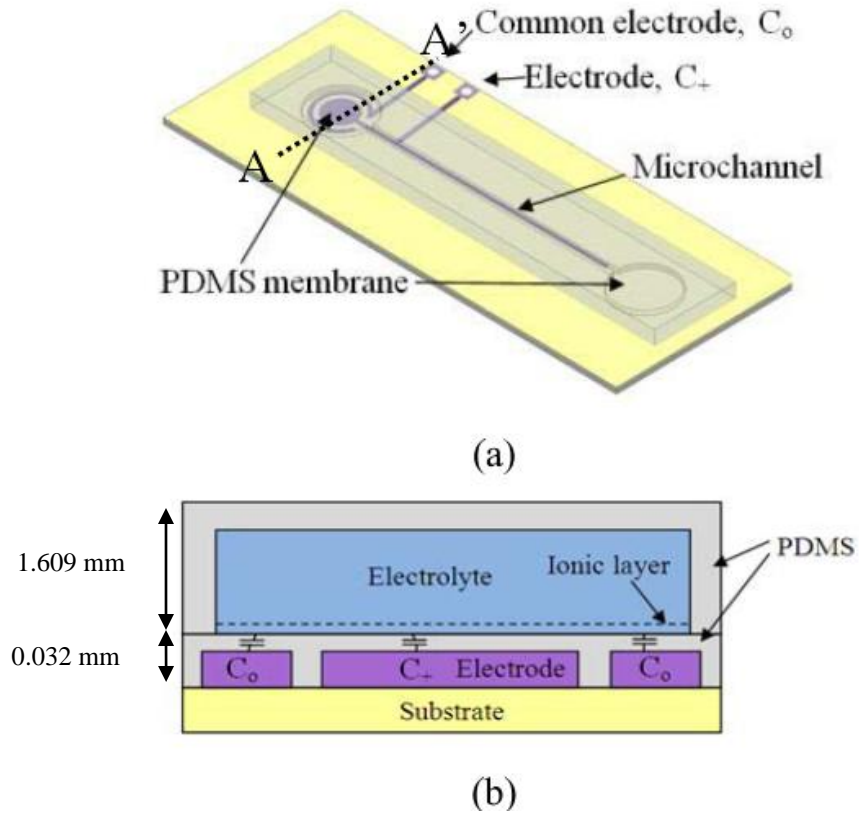 A'
Common electrode, Cₒ
Electrode, C₊
A
Microchannel
PDMS membrane
(a)
1.609 mm
PDMS
Ionic layer
Electrolyte
0.032 mm
Cₒ
C₊ Electrode
Cₒ
Substrate
(b)